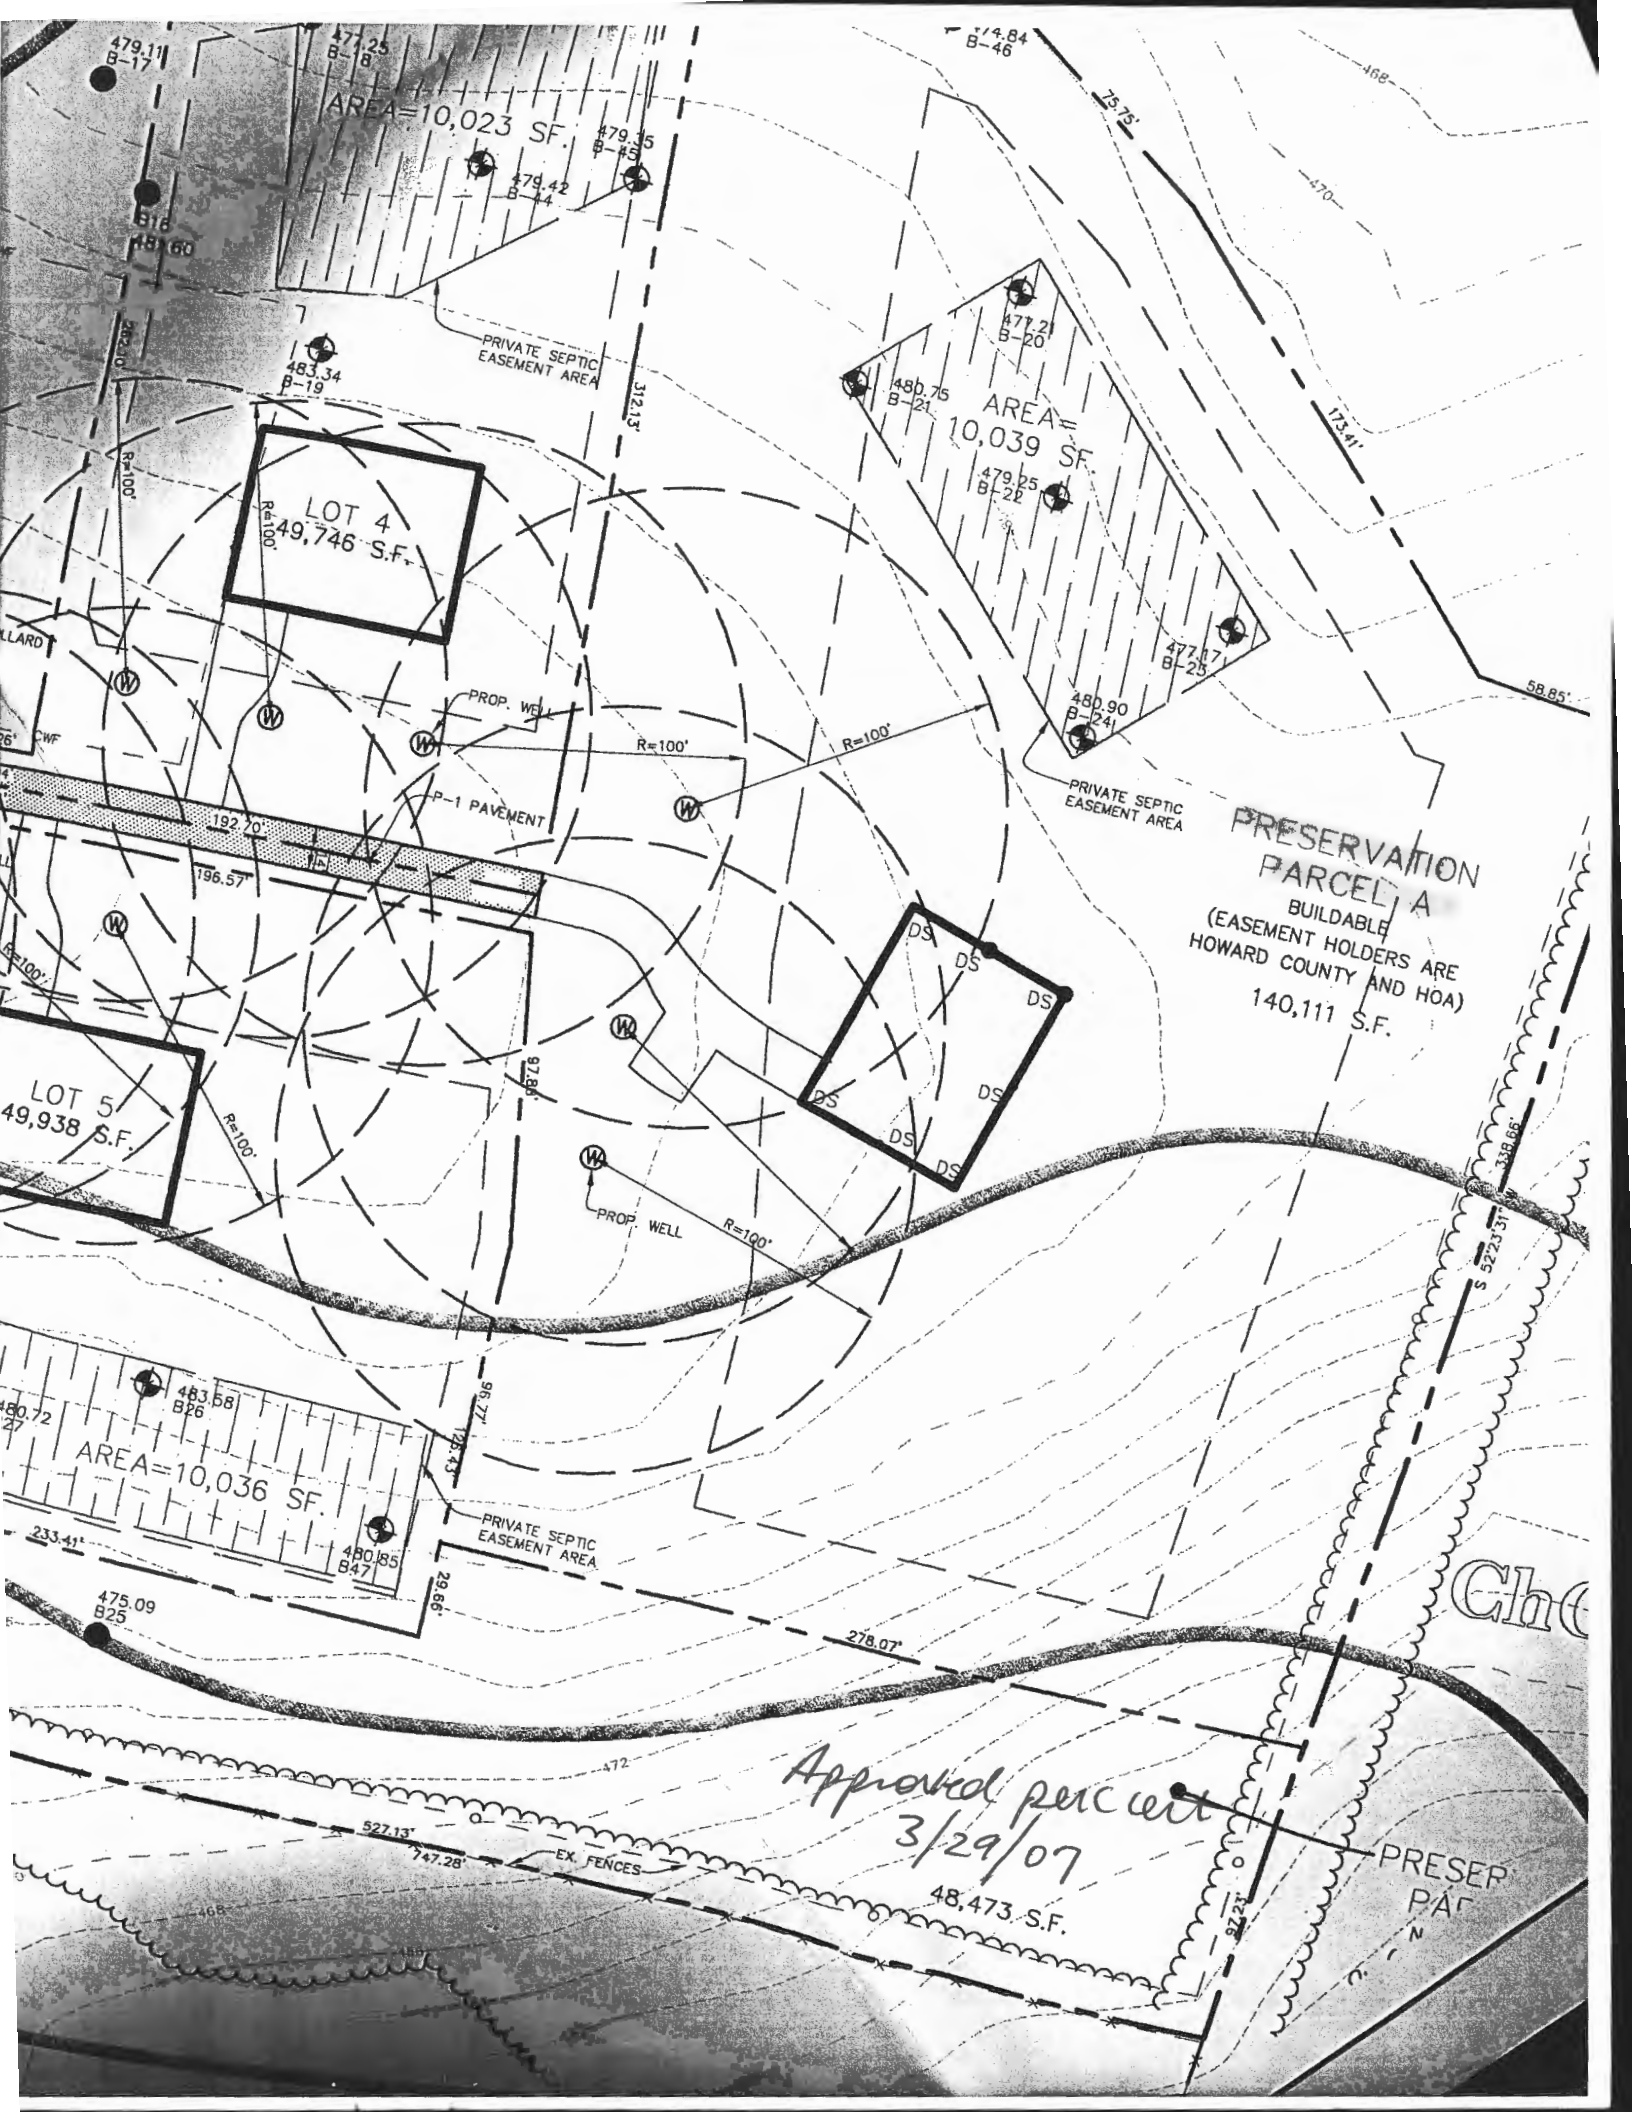 479.11
B-17
477.25
B-18
AREA=10,023 SF.
479.42
B-44
B-45
B-46
75.75'
468
470
B18
PRIVATE SEPTIC
EASEMENT AREA
483.34
B-19
312.13'
477.21
B-20
480.75
B-21
AREA=
10,039 SF.
479.25
B-22
173.41'
R=100'
R=100'
LOT 4
49,746 S.F.
477.17
480.90
B-24
58.85'
PROP. WELL
R=100'
R=100'
W
W
W
W
CWF
P-1 PAVEMENT
192.70'
196.57'
PRIVATE SEPTIC
EASEMENT AREA
PRESERVATION
PARCEL A
BUILDABLE
(EASEMENT HOLDERS ARE
HOWARD COUNTY AND HOA)
140,111 S.F.
W
R=100'
DS
DS
DS
DS
DS
DS
DS
W
LOT 5
49,938 S.F.
R=100'
W
PROP. WELL
R=100'
338.66'
S 52°23'31" W
483.68
B26
480.72
27
AREA=10,036 SF.
96.77'
126.43'
480.85
B47
PRIVATE SEPTIC
EASEMENT AREA
233.41'
29.66'
475.09
B25
278.07'
472
Approved perc cert
3/29/07
527.13'
747.28'
EX. FENCES
48,473 S.F.
97.23'
PRESER
468